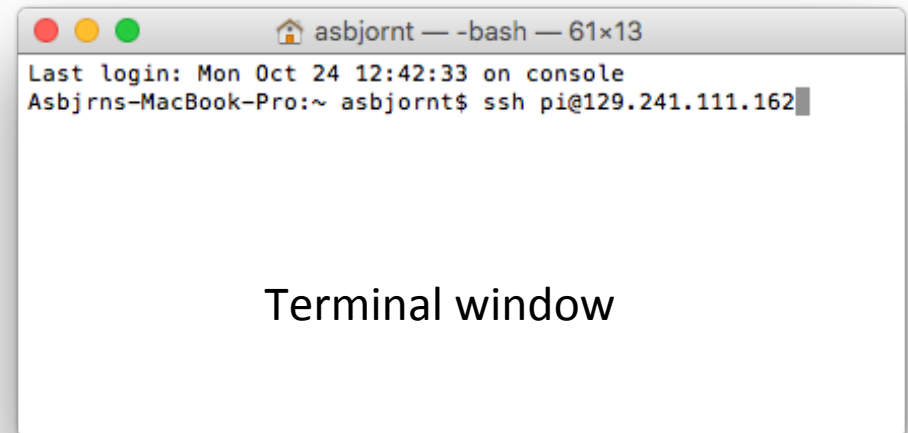 asbjornt — -bash — 61×13
Last login: Mon Oct 24 12:42:33 on console
Asbjrns-MacBook-Pro:~ asbjornt$ ssh pi@129.241.111.162
Terminal window